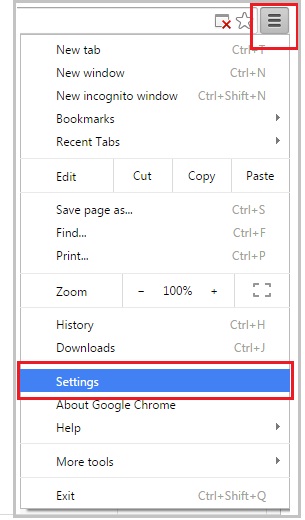 New tab Ctrl+T
New window Ctrl+N
New incognito window Ctrl+Shift+N
Bookmarks
Recent Tabs
Edit Cut Copy Paste
Save page as... Ctrl+S
Find... Ctrl+F
Print... Ctrl+P
Zoom − 100% +
History Ctrl+H
Downloads Ctrl+J
Settings
About Google Chrome
Help
More tools
Exit Ctrl+Shift+Q